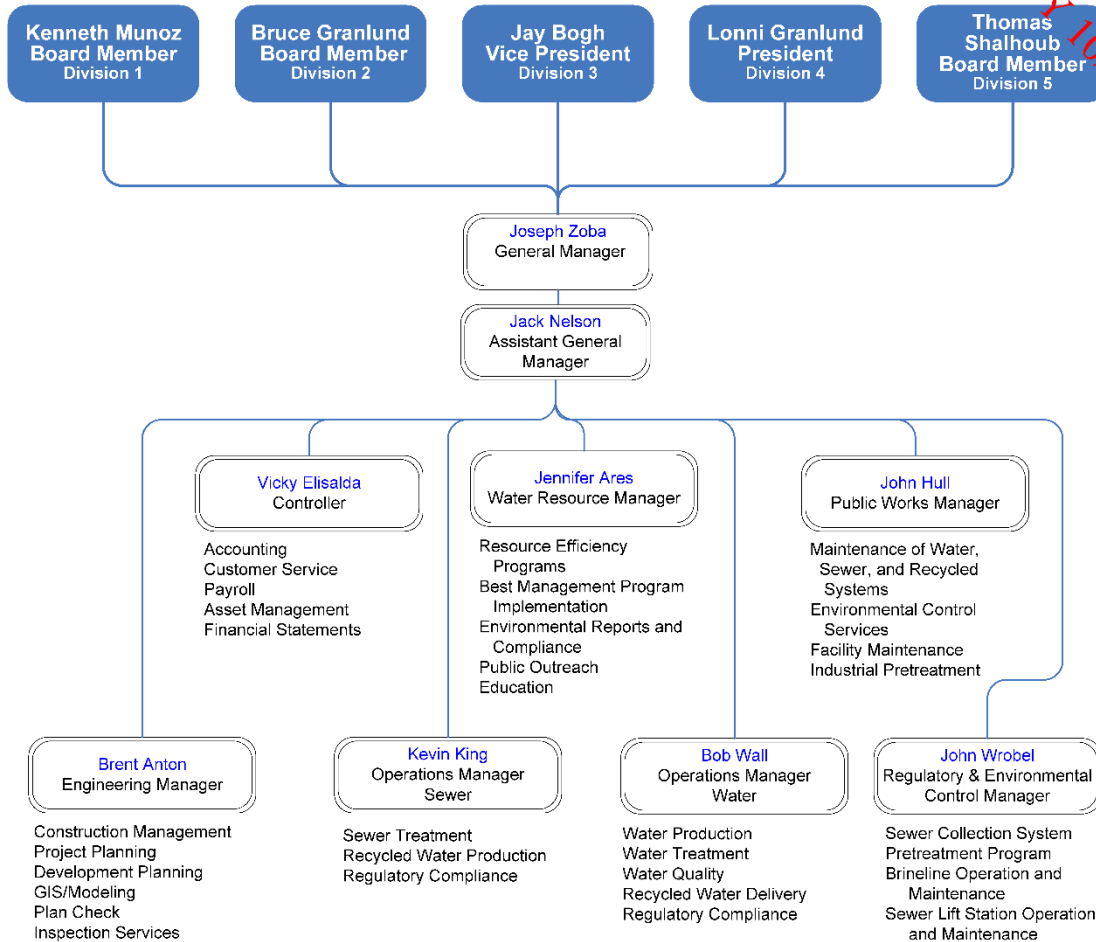 Kenneth Munoz
Board Member
Division 1
Bruce Granlund
Board Member
Division 2
Jay Bogh
Vice President
Division 3
Lonni Granlund
President
Division 4
Thomas
Shalhoub
Board Member
Division 5
Joseph Zoba
General Manager
Jack Nelson
Assistant General
Manager
Vicky Elisalda
Controller
Accounting
Customer Service
Payroll
Asset Management
Financial Statements
Jennifer Ares
Water Resource Manager
Resource Efficiency
Programs
Best Management Program
Implementation
Environmental Reports and
Compliance
Public Outreach
Education
John Hull
Public Works Manager
Maintenance of Water,
Sewer, and Recycled
Systems
Environmental Control
Services
Facility Maintenance
Industrial Pretreatment
Brent Anton
Engineering Manager
Construction Management
Project Planning
Development Planning
GIS/Modeling
Plan Check
Inspection Services
Kevin King
Operations Manager
Sewer
Sewer Treatment
Recycled Water Production
Regulatory Compliance
Bob Wall
Operations Manager
Water
Water Production
Water Treatment
Water Quality
Recycled Water Delivery
Regulatory Compliance
John Wrobel
Regulatory & Environmental
Control Manager
Sewer Collection System
Pretreatment Program
Brineline Operation and
Maintenance
Sewer Lift Station Operation
and Maintenance